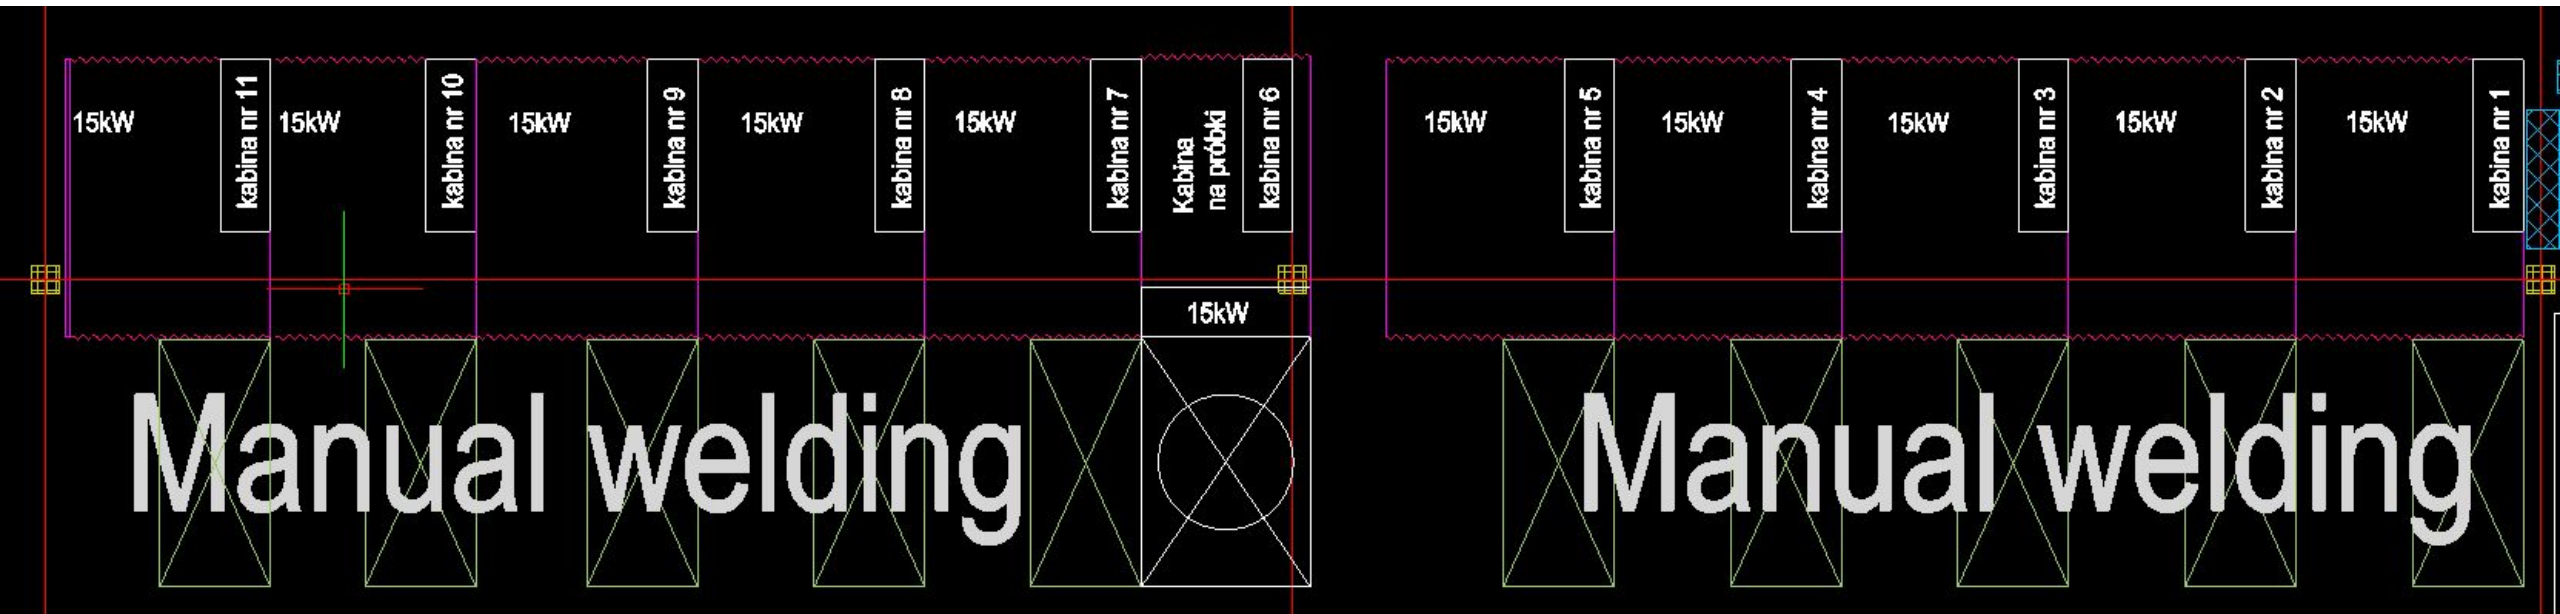 15kW
kabina nr 11
15kW
kabina nr 10
15kW
kabina nr 9
15kW
kabina nr 8
15kW
kabina nr 7
Kabina
na próbki
kabina nr 6
15kW
15kW
kabina nr 5
15kW
kabina nr 4
15kW
kabina nr 3
15kW
kabina nr 2
15kW
kabina nr 1
Manual welding
Manual welding